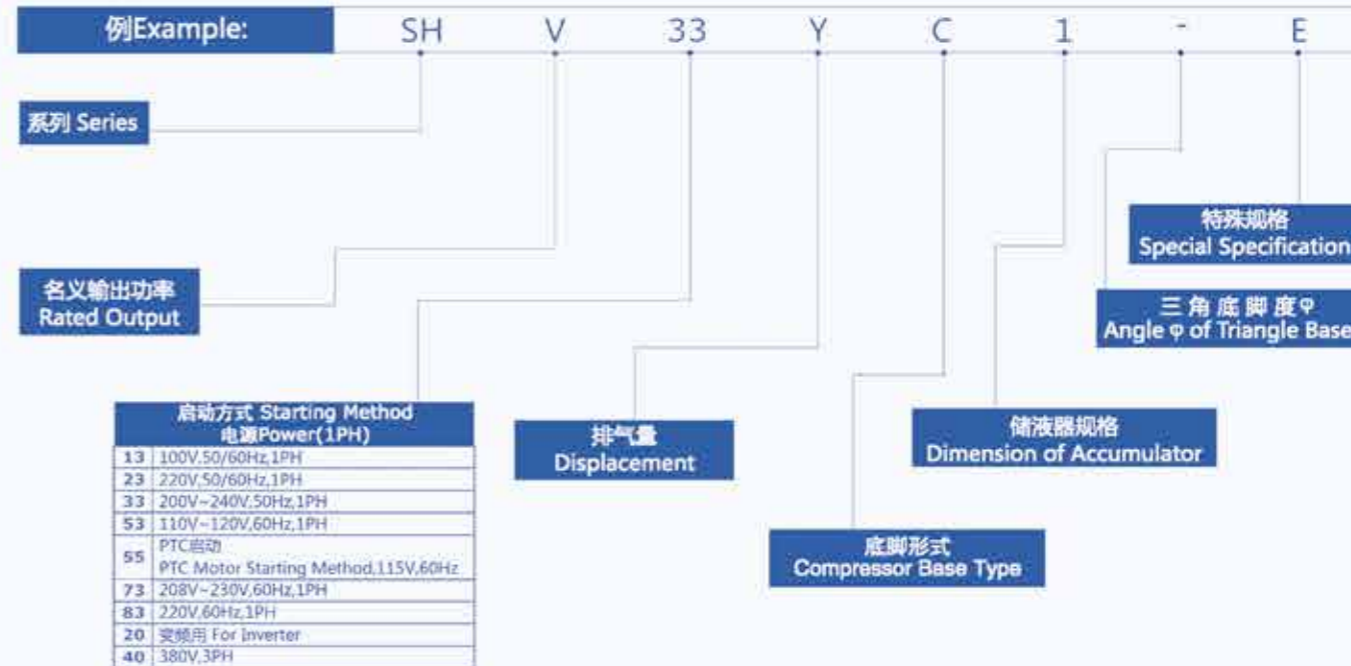 例Example: SH V 33 Y C 1 - E
系列 Series
特殊规格
Special Specification
名义输出功率
Rated Output
三角底脚度φ
Angle φ of Triangle Base
启动方式 Starting Method
电源Power(1PH)
13 100V,50/60Hz,1PH
23 220V,50/60Hz,1PH
33 200V~240V,50Hz,1PH
53 110V~120V,60Hz,1PH
55 PTC启动
PTC Motor Starting Method,115V,60Hz
73 208V~230V,60Hz,1PH
83 220V,60Hz,1PH
20 变频用 For Inverter
40 380V,3PH
排气量
Displacement
储液器规格
Dimension of Accumulator
底脚形式
Compressor Base Type